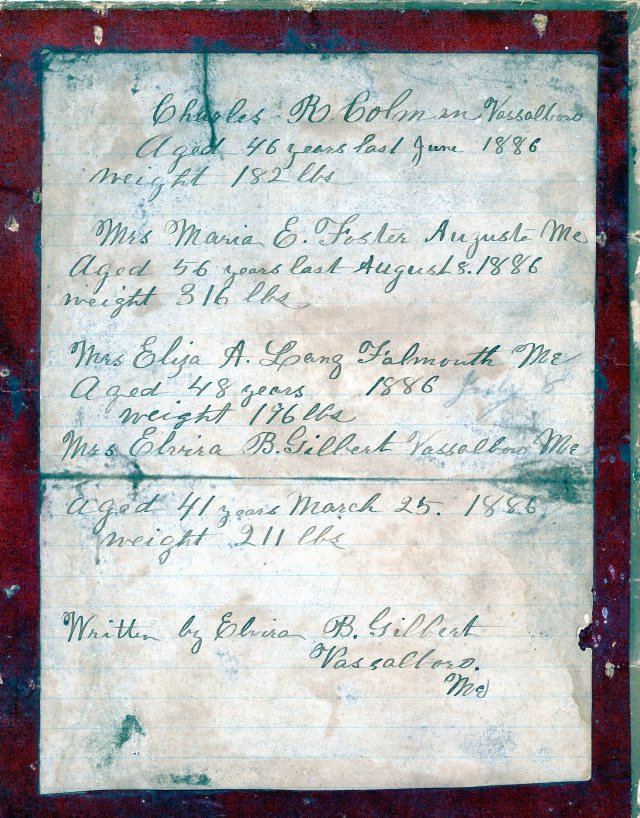 Charles R Colman Vassalboro
Aged 46 years last June 1886
weight 182 lbs
Mrs Maria E. Foster Augusta Me
Aged 56 years last August 8. 1886
weight 316 lbs
Mrs Eliza A. Lang Falmouth Me
Aged 48 years 1886 July 8
weight 196 lbs
Mrs Elvira B. Gilbert Vassalboro Me
aged 41 years March 25. 1886
weight 211 lbs
Written by Elvira B. Gilbert
Vassalboro.
Me